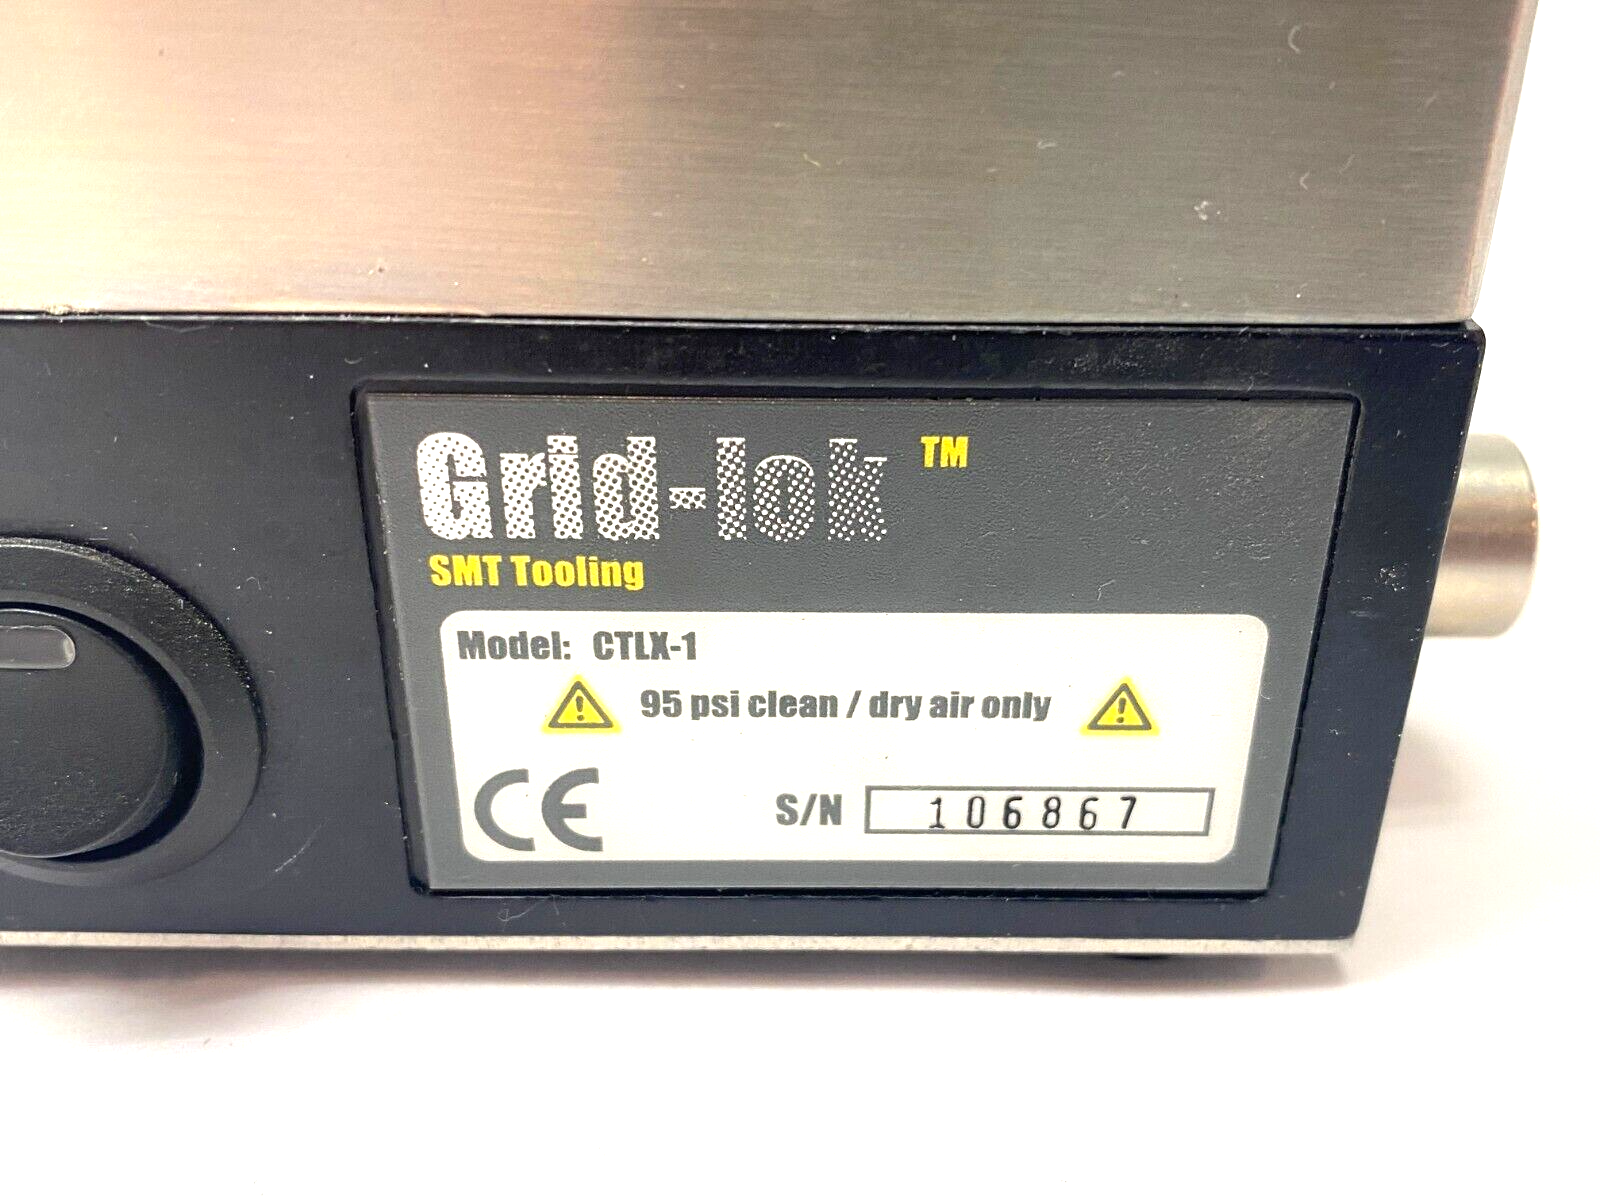 Grid-lok ™
SMT Tooling
Model: CTLX-1
95 psi clean / dry air only
CE
S/N 106867